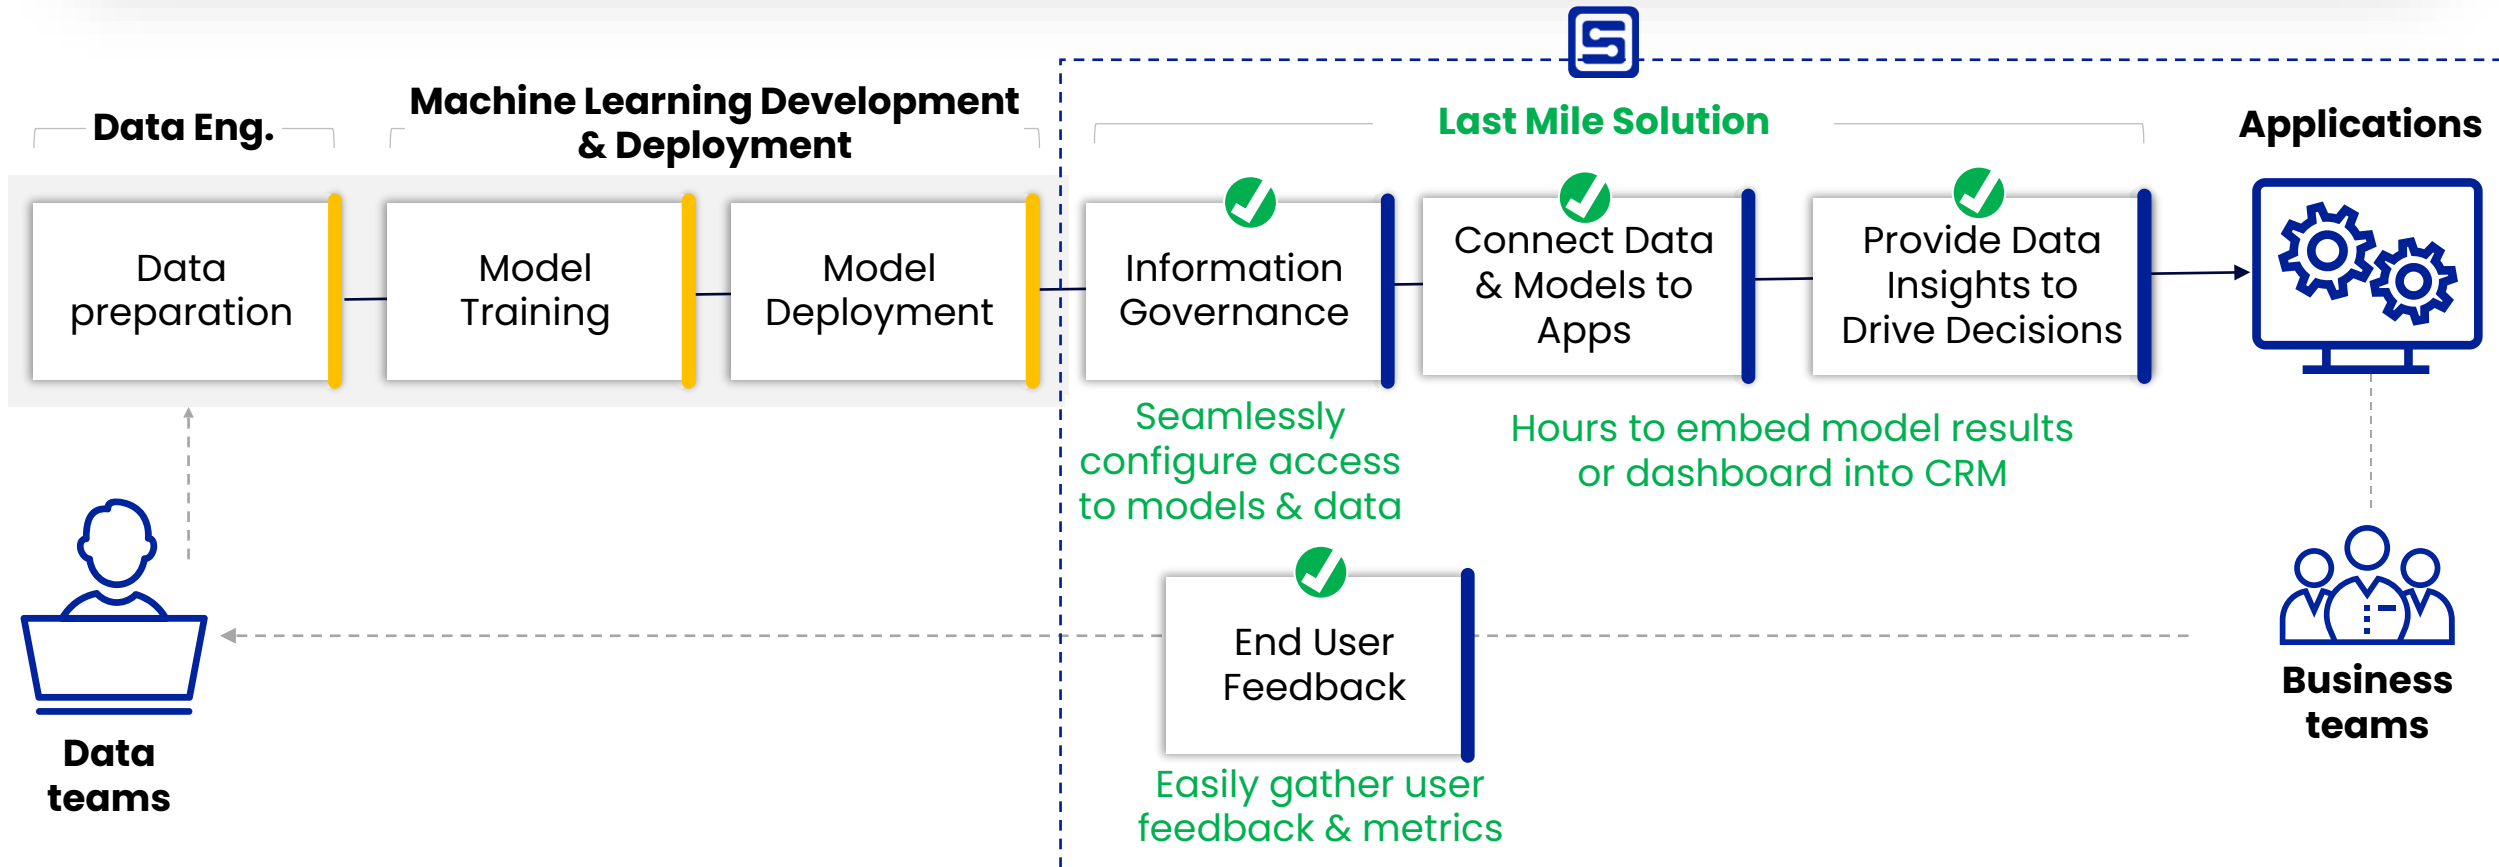 Data Eng.
Machine Learning Development
& Deployment
Last Mile Solution
Applications
Data
preparation
Model
Training
Model
Deployment
Information
Governance
Connect Data
& Models to
Apps
Provide Data
Insights to
Drive Decisions
Seamlessly
configure access
to models & data
Hours to embed model results
or dashboard into CRM
End User
Feedback
Easily gather user
feedback & metrics
Data
teams
Business
teams